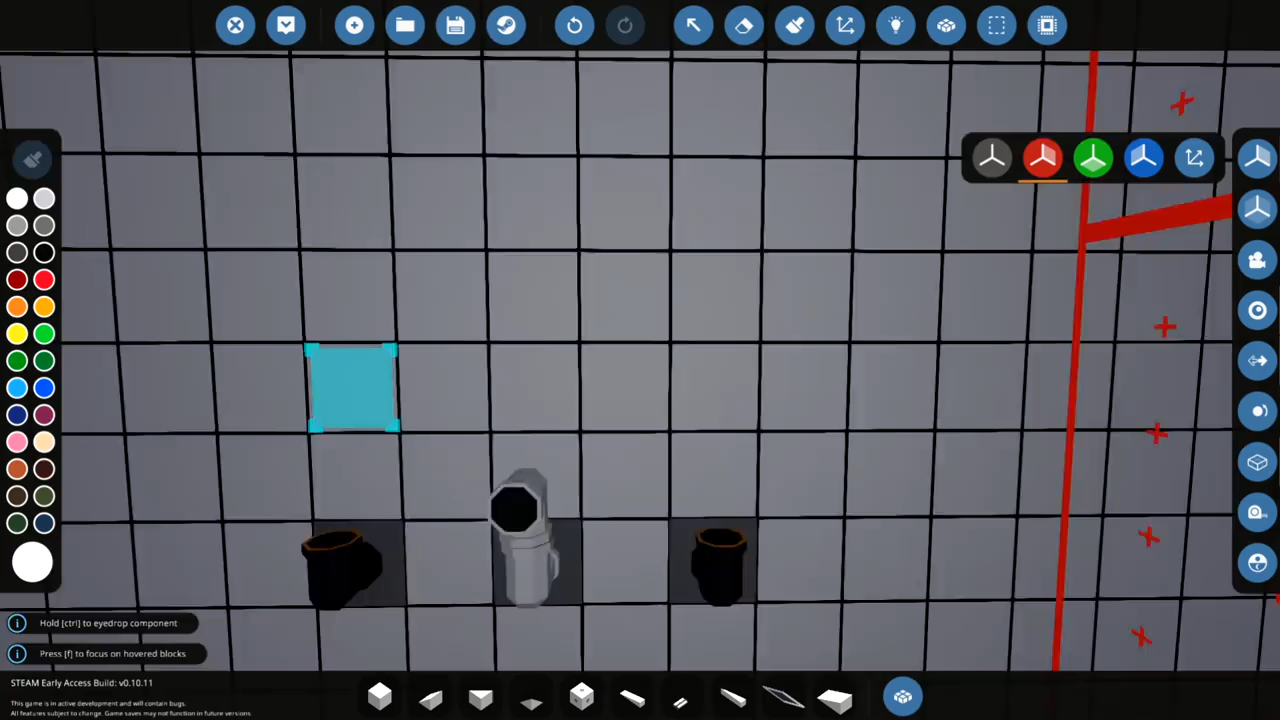 Hold [ctrl] to eyedrop component
Press [f] to focus on hovered blocks
STEAM Early Access Build: v0.10.11
This game is in active development and will contain bugs.
All features subject to change. Game saves may not function in future versions